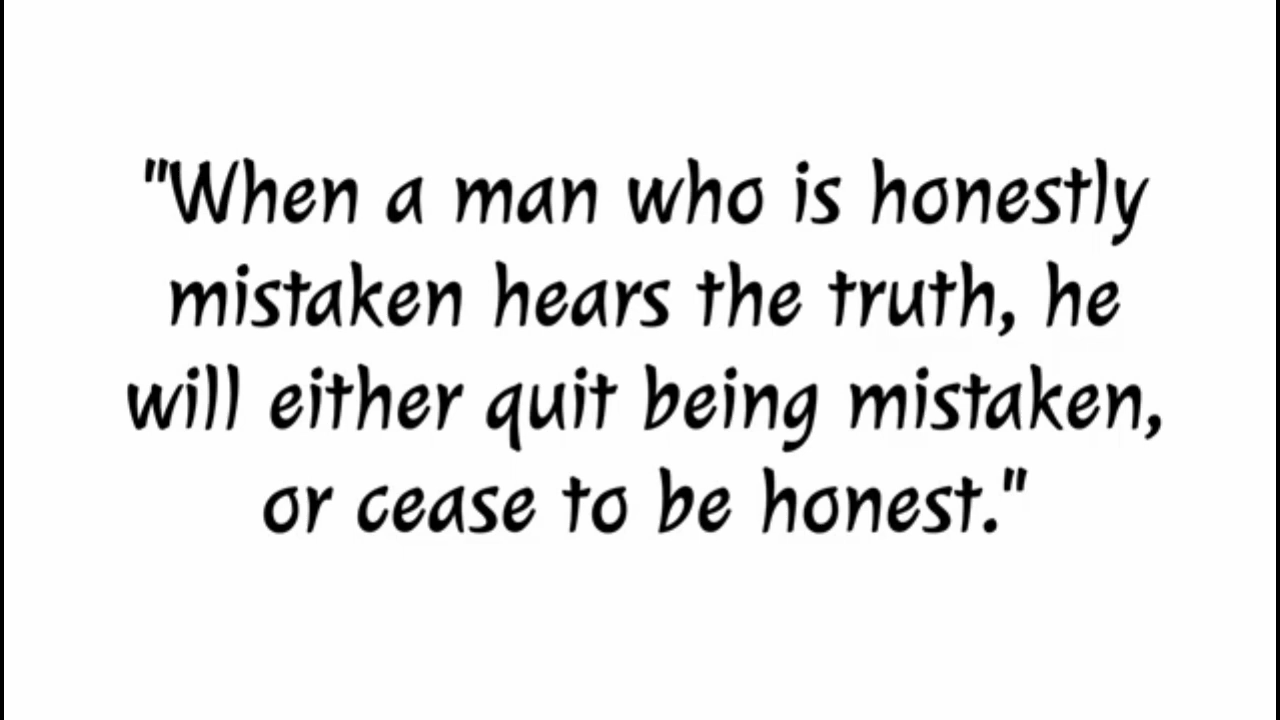 "When a man who is honestly
mistaken hears the truth, he
will either quit being mistaken,
or cease to be honest."